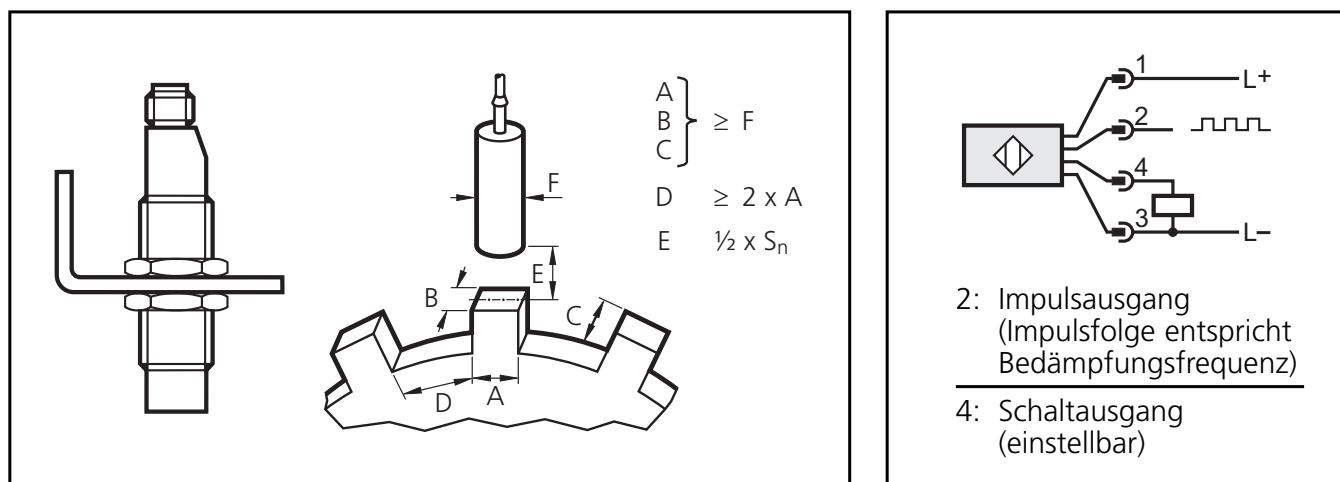 A
B
C
≥ F
D ≥ 2 x A
E ½ x Sn
F
E
B
C
D
A
1
L+
2
4
3
L–
2: Impulsausgang
(Impulsfolge entspricht
Bedämpfungsfrequenz)
4: Schaltausgang
(einstellbar)